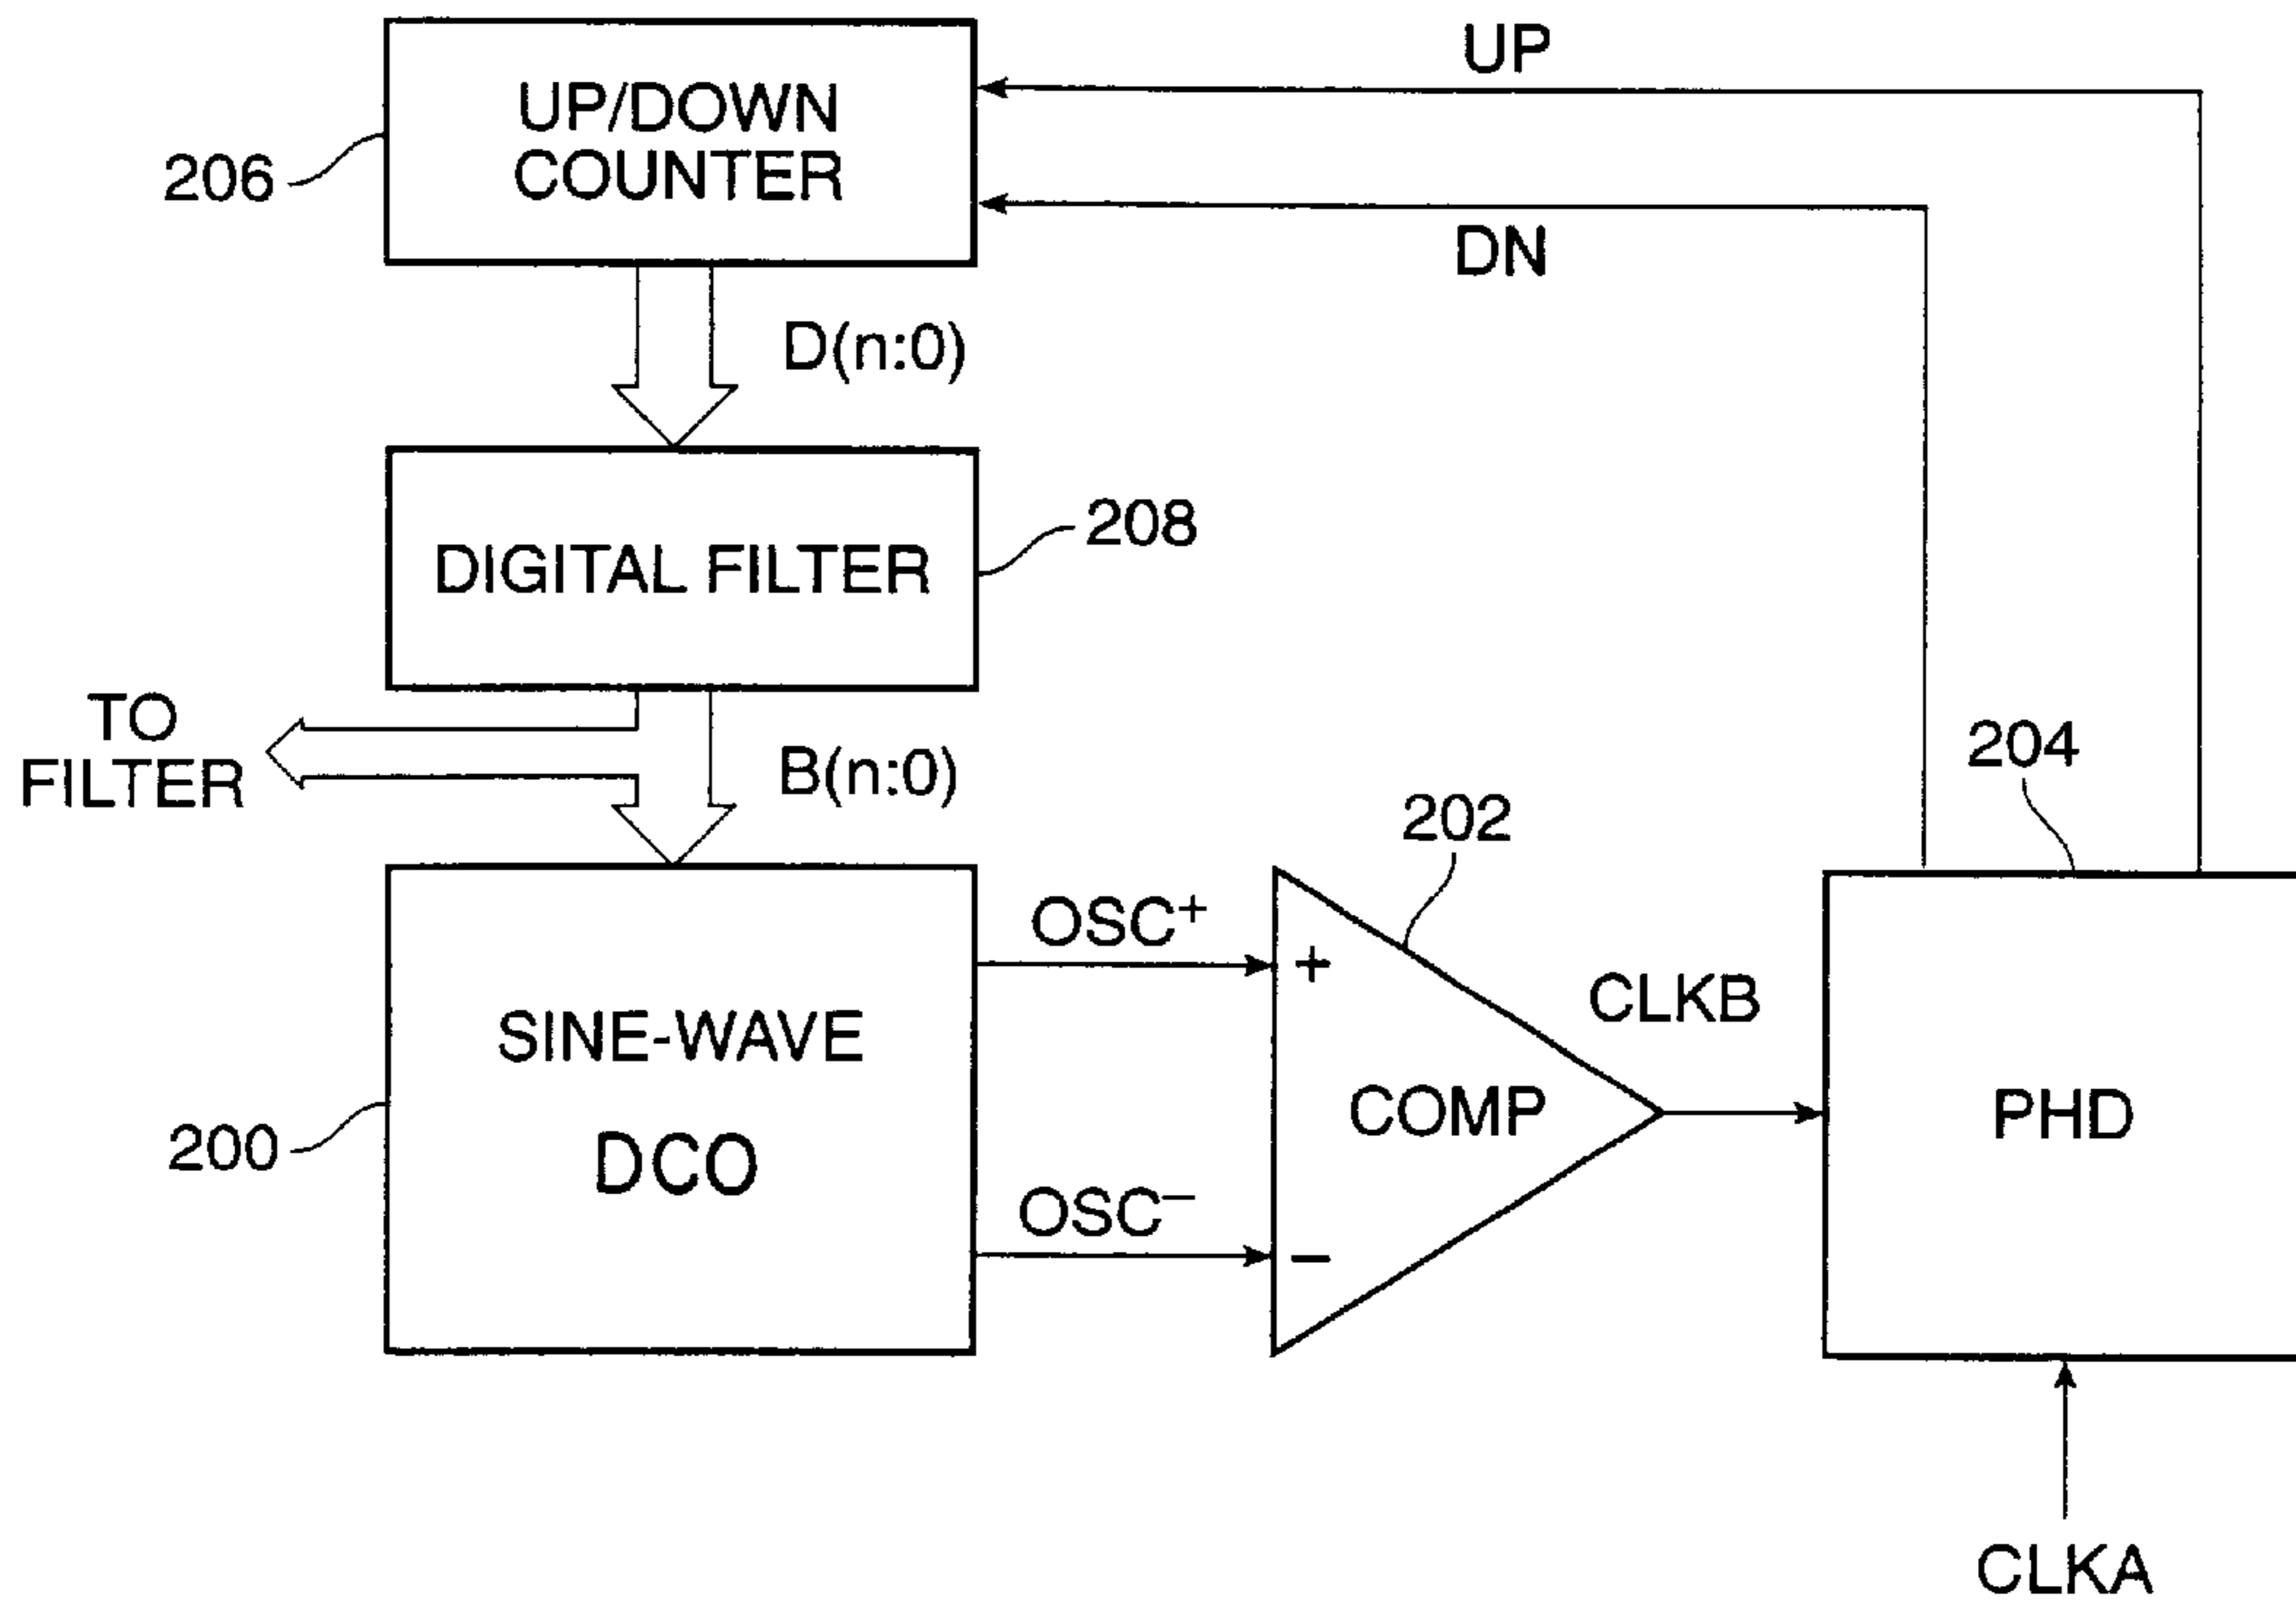 UP
UP/DOWN
COUNTER
206
DN
D(n:0)
208
DIGITAL FILTER
TO
FILTER
B(n:0)
204
202
OSC+
+
CLKB
SINE-WAVE
DCO
COMP
PHD
200
OSC−
−
CLKA